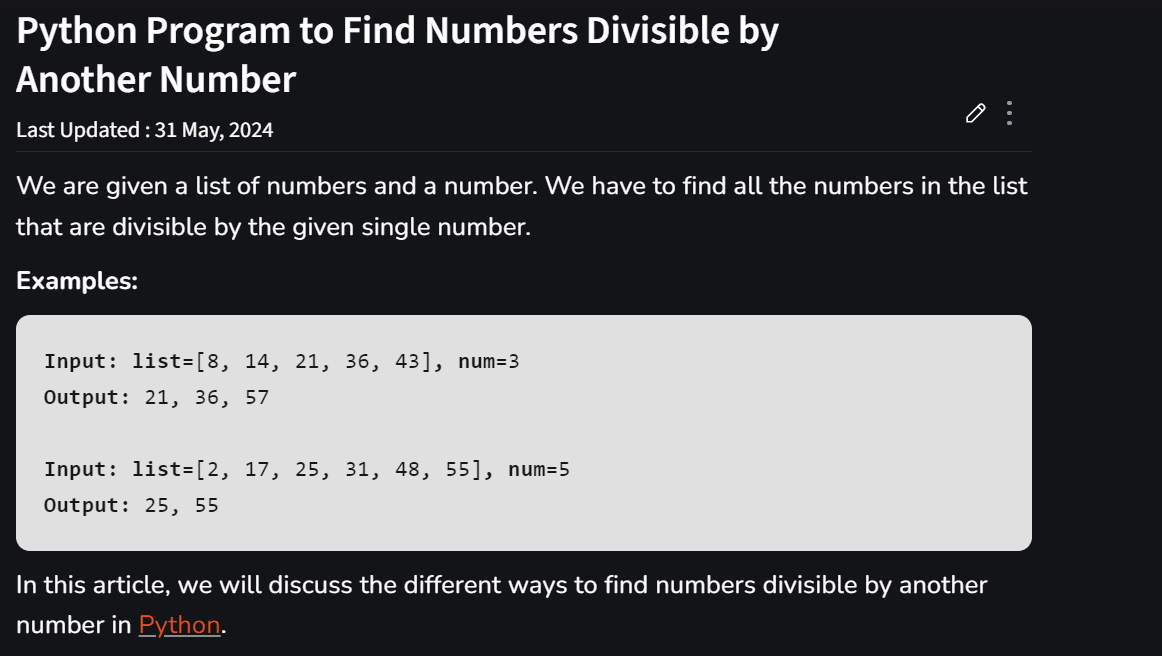 Python Program to Find Numbers Divisible by
Another Number
Last Updated : 31 May, 2024
We are given a list of numbers and a number. We have to find all the numbers in the list
that are divisible by the given single number.
Examples:
Input: list=[8, 14, 21, 36, 43], num=3
Output: 21, 36, 57
Input: list=[2, 17, 25, 31, 48, 55], num=5
Output: 25, 55
In this article, we will discuss the different ways to find numbers divisible by another
number in Python.